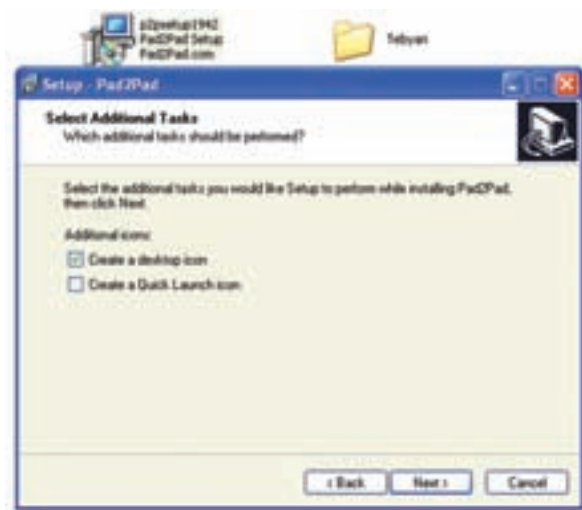 p2psetup1942
Pad2Pad Setup
Pad2Pad.com
Tebyan
Setup - Pad2Pad
Select Additional Tasks
Which additional tasks should be performed?
Select the additional tasks you would like Setup to perform while installing Pad2Pad,
then click Next.
Additional icons:
Create a desktop icon
Create a Quick Launch icon
< Back
Next >
Cancel